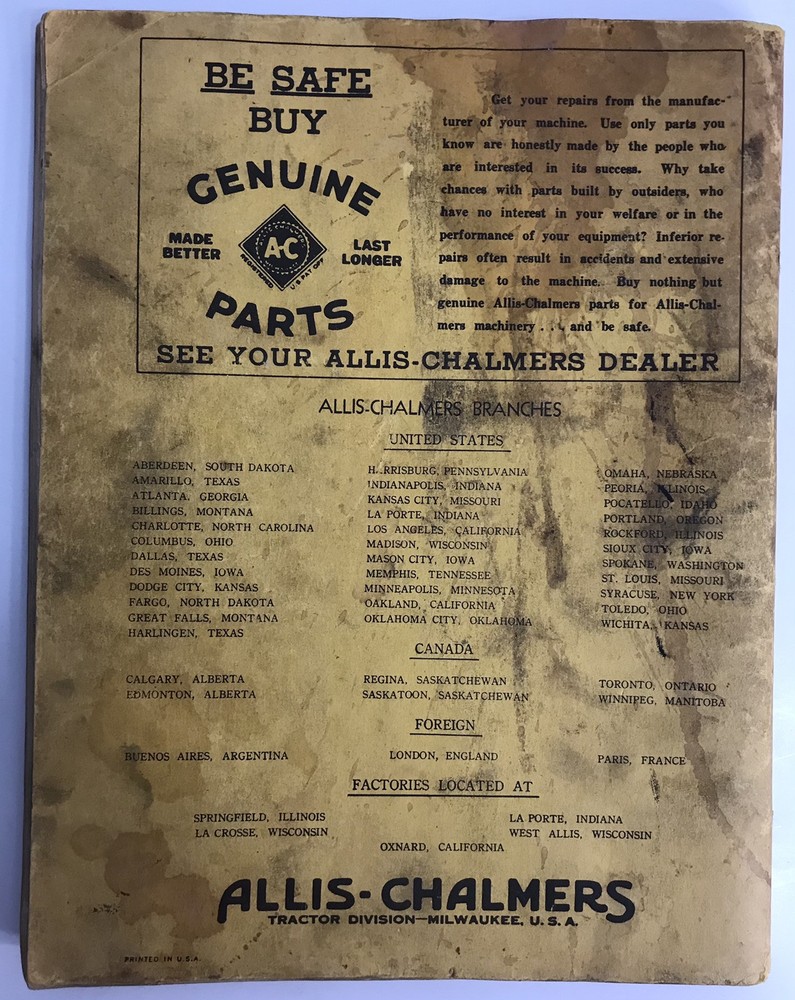 BE SAFE
BUY
GENUINE
MADE
BETTER
A-C
ALLIS CHALMERS
REGISTERED U·S·PAT OFF
LAST
LONGER
PARTS
Get your repairs from the manufac-
turer of your machine. Use only parts you
know are honestly made by the people who
are interested in its success. Why take
chances with parts built by outsiders, who
have no interest in your welfare or in the
performance of your equipment? Inferior re-
pairs often result in accidents and extensive
damage to the machine. Buy nothing but
genuine Allis-Chalmers parts for Allis-Chal-
mers machinery . . . and be safe.
SEE YOUR ALLIS-CHALMERS DEALER
ALLIS-CHALMERS BRANCHES
UNITED STATES
ABERDEEN, SOUTH DAKOTA
AMARILLO, TEXAS
ATLANTA, GEORGIA
BILLINGS, MONTANA
CHARLOTTE, NORTH CAROLINA
COLUMBUS, OHIO
DALLAS, TEXAS
DES MOINES, IOWA
DODGE CITY, KANSAS
FARGO, NORTH DAKOTA
GREAT FALLS, MONTANA
HARLINGEN, TEXAS
HARRISBURG, PENNSYLVANIA
INDIANAPOLIS, INDIANA
KANSAS CITY, MISSOURI
LA PORTE, INDIANA
LOS ANGELES, CALIFORNIA
MADISON, WISCONSIN
MASON CITY, IOWA
MEMPHIS, TENNESSEE
MINNEAPOLIS, MINNESOTA
OAKLAND, CALIFORNIA
OKLAHOMA CITY, OKLAHOMA
OMAHA, NEBRASKA
PEORIA, ILLINOIS
POCATELLO, IDAHO
PORTLAND, OREGON
ROCKFORD, ILLINOIS
SIOUX CITY, IOWA
SPOKANE, WASHINGTON
ST. LOUIS, MISSOURI
SYRACUSE, NEW YORK
TOLEDO, OHIO
WICHITA, KANSAS
CANADA
CALGARY, ALBERTA
EDMONTON, ALBERTA
REGINA, SASKATCHEWAN
SASKATOON, SASKATCHEWAN
TORONTO, ONTARIO
WINNIPEG, MANITOBA
FOREIGN
BUENOS AIRES, ARGENTINA
LONDON, ENGLAND
PARIS, FRANCE
FACTORIES LOCATED AT
SPRINGFIELD, ILLINOIS
LA CROSSE, WISCONSIN
LA PORTE, INDIANA
WEST ALLIS, WISCONSIN
OXNARD, CALIFORNIA
ALLIS-CHALMERS
TRACTOR DIVISION—MILWAUKEE, U. S. A.
PRINTED IN U.S.A.